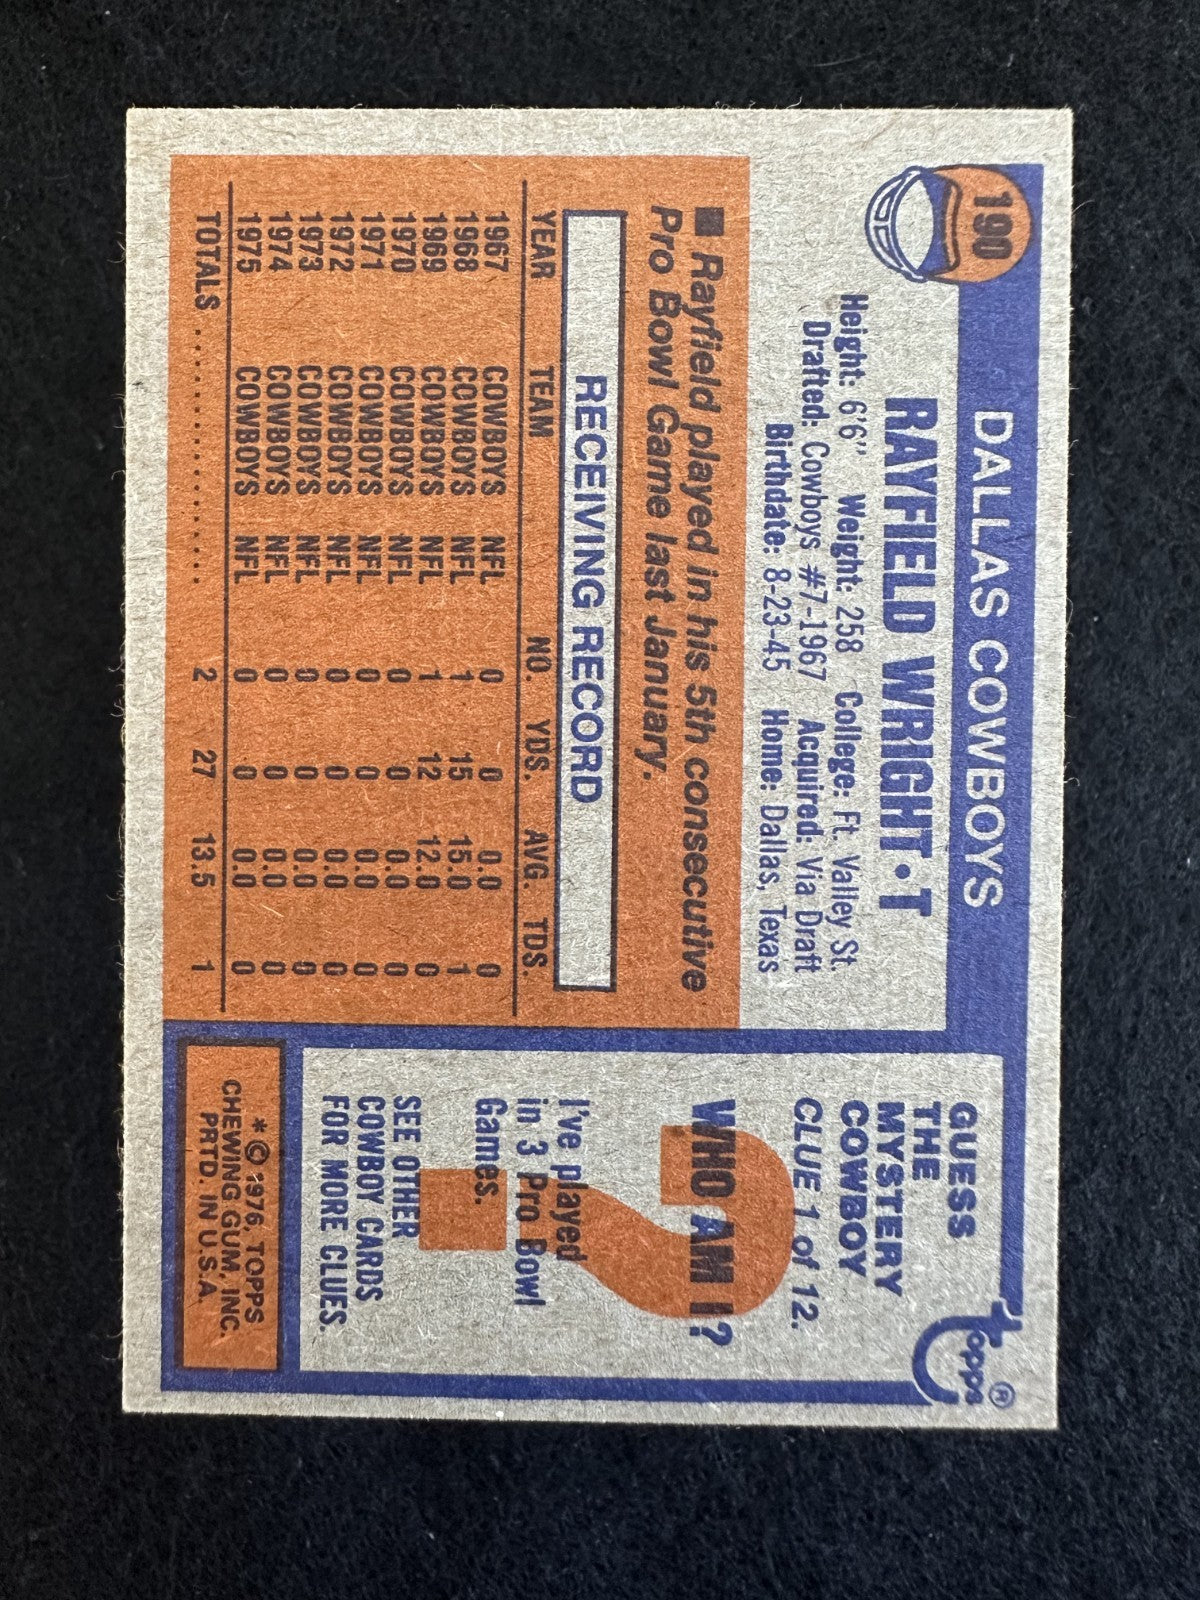 190
DALLAS COWBOYS
RAYFIELD WRIGHT • T
Height: 6'6" Weight: 258 College: Ft. Valley St.
Drafted: Cowboys #7-1967 Acquired: Via Draft
Birthdate: 8-23-45 Home: Dallas, Texas
■ Rayfield played in his 5th consecutive
Pro Bowl Game last January.
RECEIVING RECORD
YEAR TEAM NO. YDS. AVG. TDS.
1967 COWBOYS NFL 0 0 0.0 0
1968 COWBOYS NFL 1 15 15.0 1
1969 COWBOYS NFL 1 12 12.0 0
1970 COWBOYS NFL 0 0 0.0 0
1971 COWBOYS NFL 0 0 0.0 0
1972 COWBOYS NFL 0 0 0.0 0
1973 COWBOYS NFL 0 0 0.0 0
1974 COWBOYS NFL 0 0 0.0 0
1975 COWBOYS NFL 0 0 0.0 0
TOTALS .................. 2 27 13.5 1
topps®
GUESS
THE
MYSTERY
COWBOY
CLUE 1 of 12.
?
WHO AM I?
I've played
in 3 Pro Bowl
Games.
SEE OTHER
COWBOY CARDS
FOR MORE CLUES.
* © 1976, TOPPS
CHEWING GUM, INC.
PRTD. IN U.S.A.